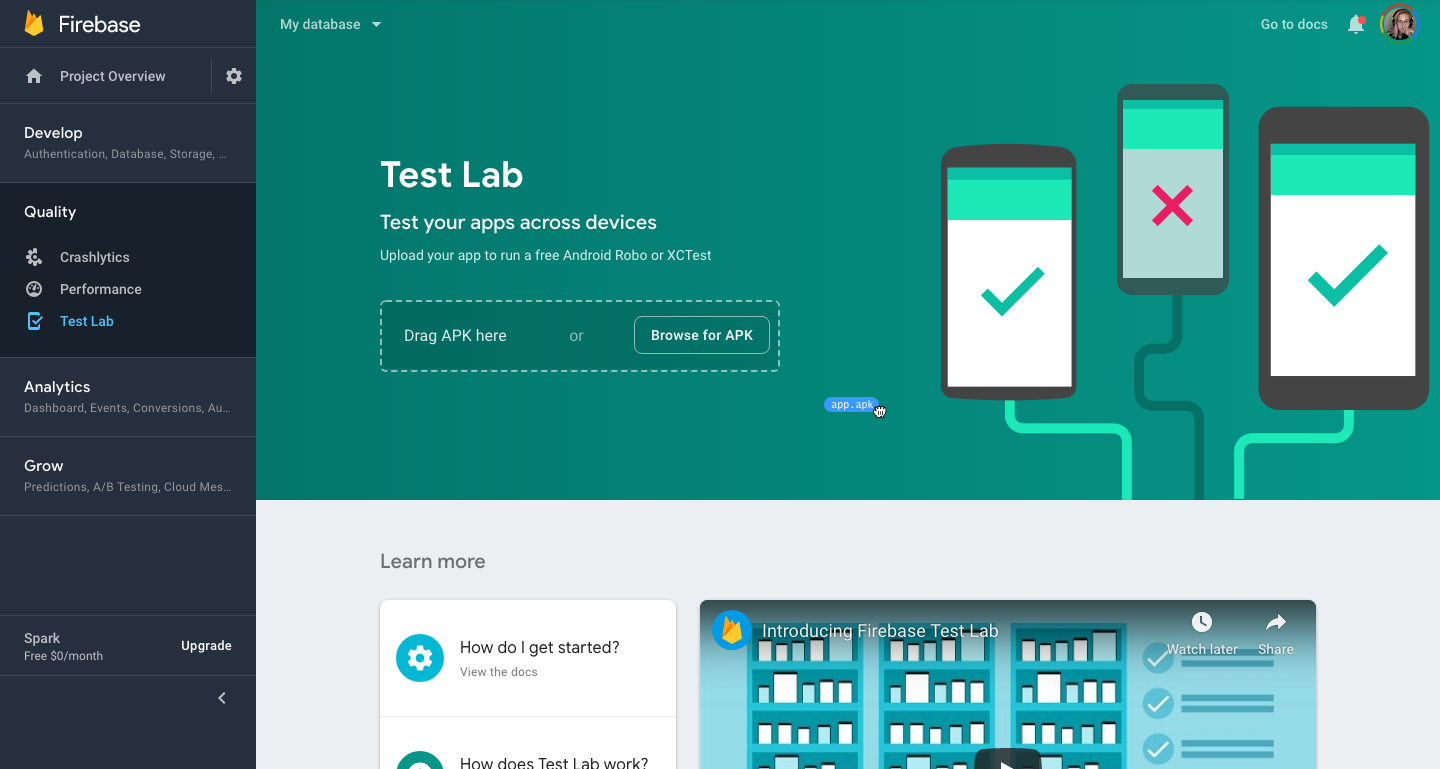 Firebase
My database
Go to docs
Project Overview
Develop
Authentication, Database, Storage, ...
Quality
Crashlytics
Performance
Test Lab
Analytics
Dashboard, Events, Conversions, Au...
Grow
Predictions, A/B Testing, Cloud Mes...
Spark
Free $0/month
Upgrade
Test Lab
Test your apps across devices
Upload your app to run a free Android Robo or XCTest
Drag APK here or Browse for APK
app.apk
Learn more
How do I get started?
View the docs
How does Test Lab work?
Introducing Firebase Test Lab
Watch later
Share